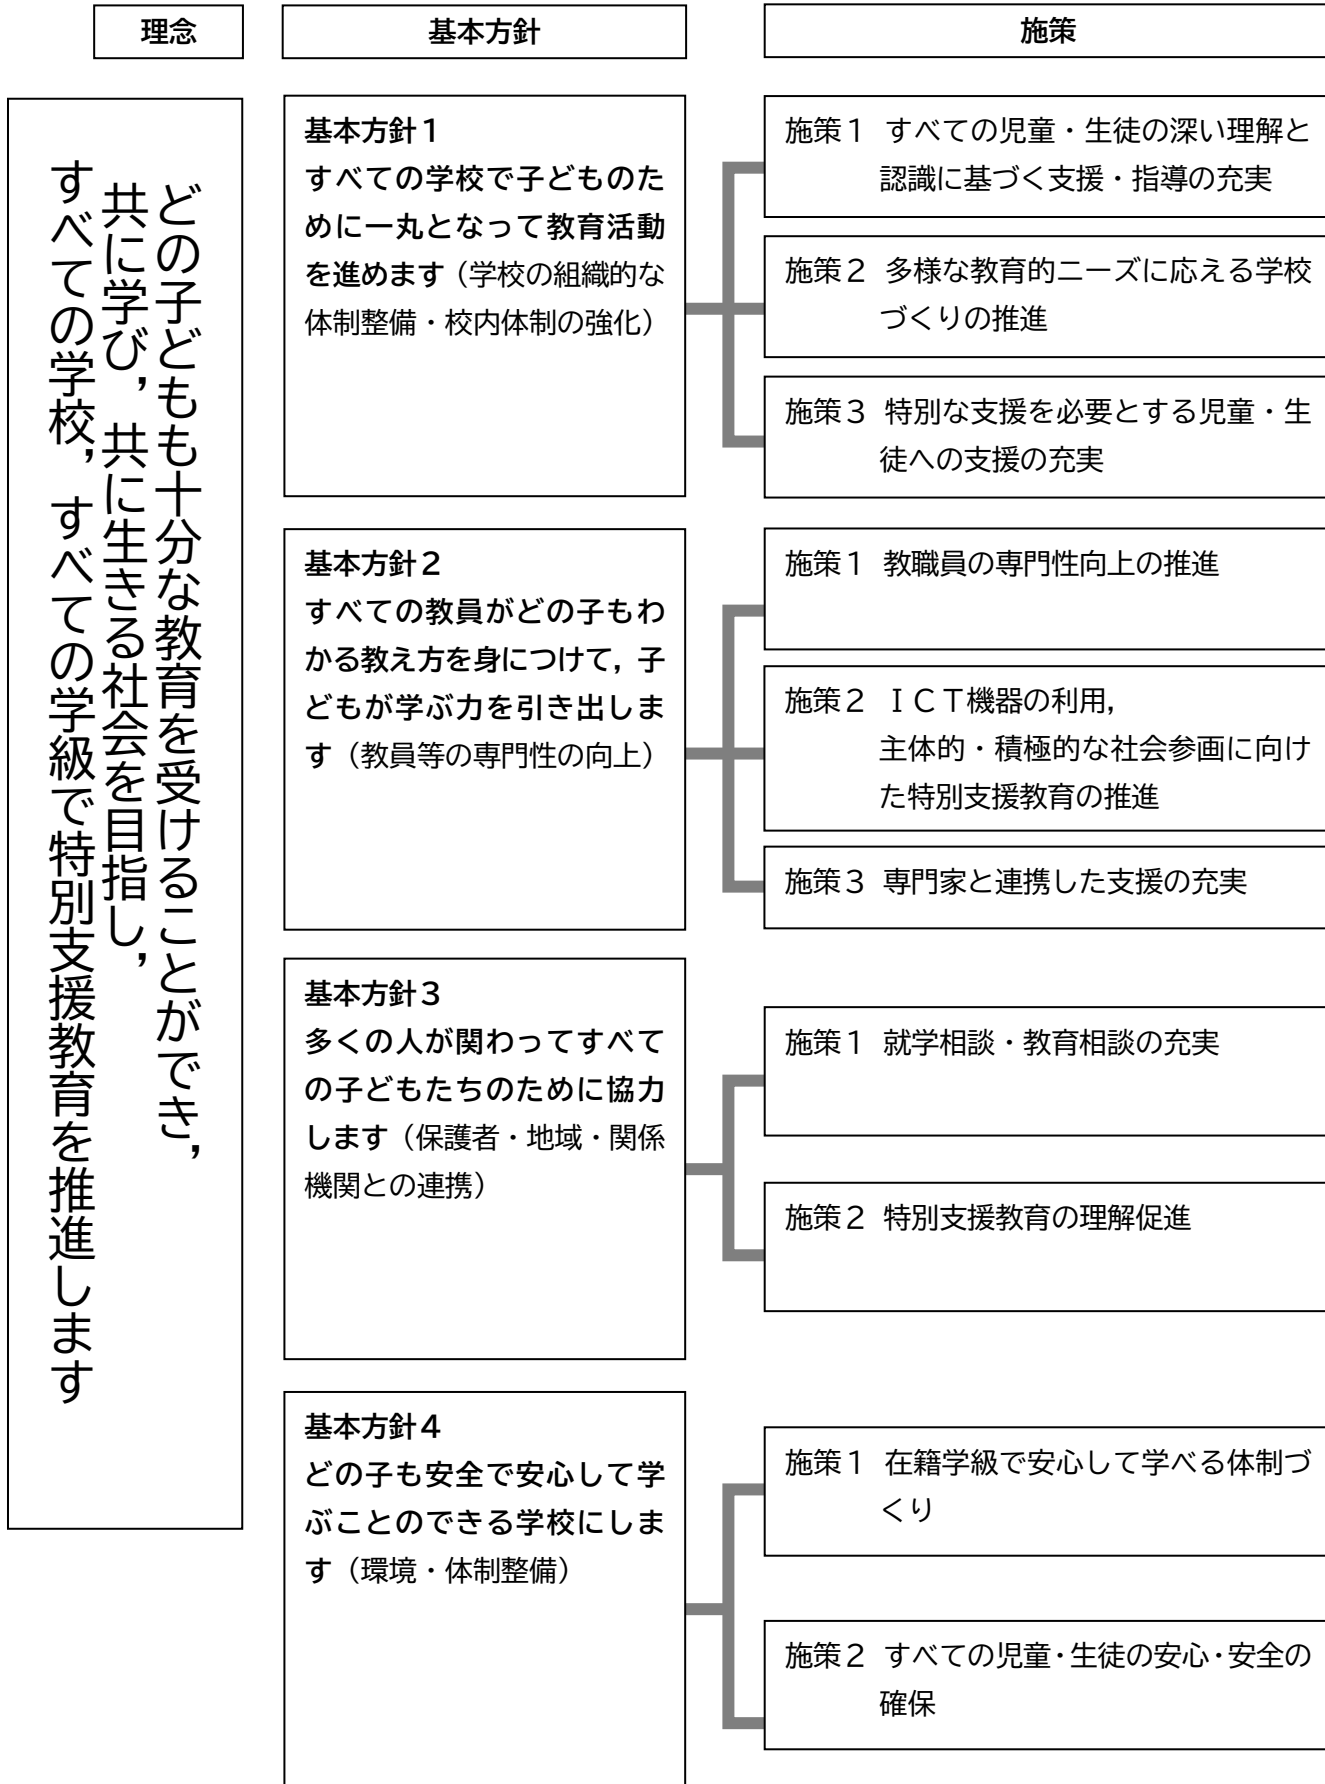 理念
基本方針
施策
どの子どもも十分な教育を受けることができ，
共に学び，共に生きる社会を目指し，
すべての学校，すべての学級で特別支援教育を推進します
基本方針１
すべての学校で子どものた
めに一丸となって教育活動
を進めます（学校の組織的な
体制整備・校内体制の強化）
施策１ すべての児童・生徒の深い理解と
認識に基づく支援・指導の充実
施策２ 多様な教育的ニーズに応える学校
づくりの推進
施策３ 特別な支援を必要とする児童・生
徒への支援の充実
基本方針２
すべての教員がどの子もわ
かる教え方を身につけて，子
どもが学ぶ力を引き出しま
す（教員等の専門性の向上）
施策１ 教職員の専門性向上の推進
施策２ ＩＣＴ機器の利用，
主体的・積極的な社会参画に向け
た特別支援教育の推進
施策３ 専門家と連携した支援の充実
基本方針３
多くの人が関わってすべて
の子どもたちのために協力
します（保護者・地域・関係
機関との連携）
施策１ 就学相談・教育相談の充実
施策２ 特別支援教育の理解促進
基本方針４
どの子も安全で安心して学
ぶことのできる学校にしま
す（環境・体制整備）
施策１ 在籍学級で安心して学べる体制づ
くり
施策２ すべての児童・生徒の安心・安全の
確保